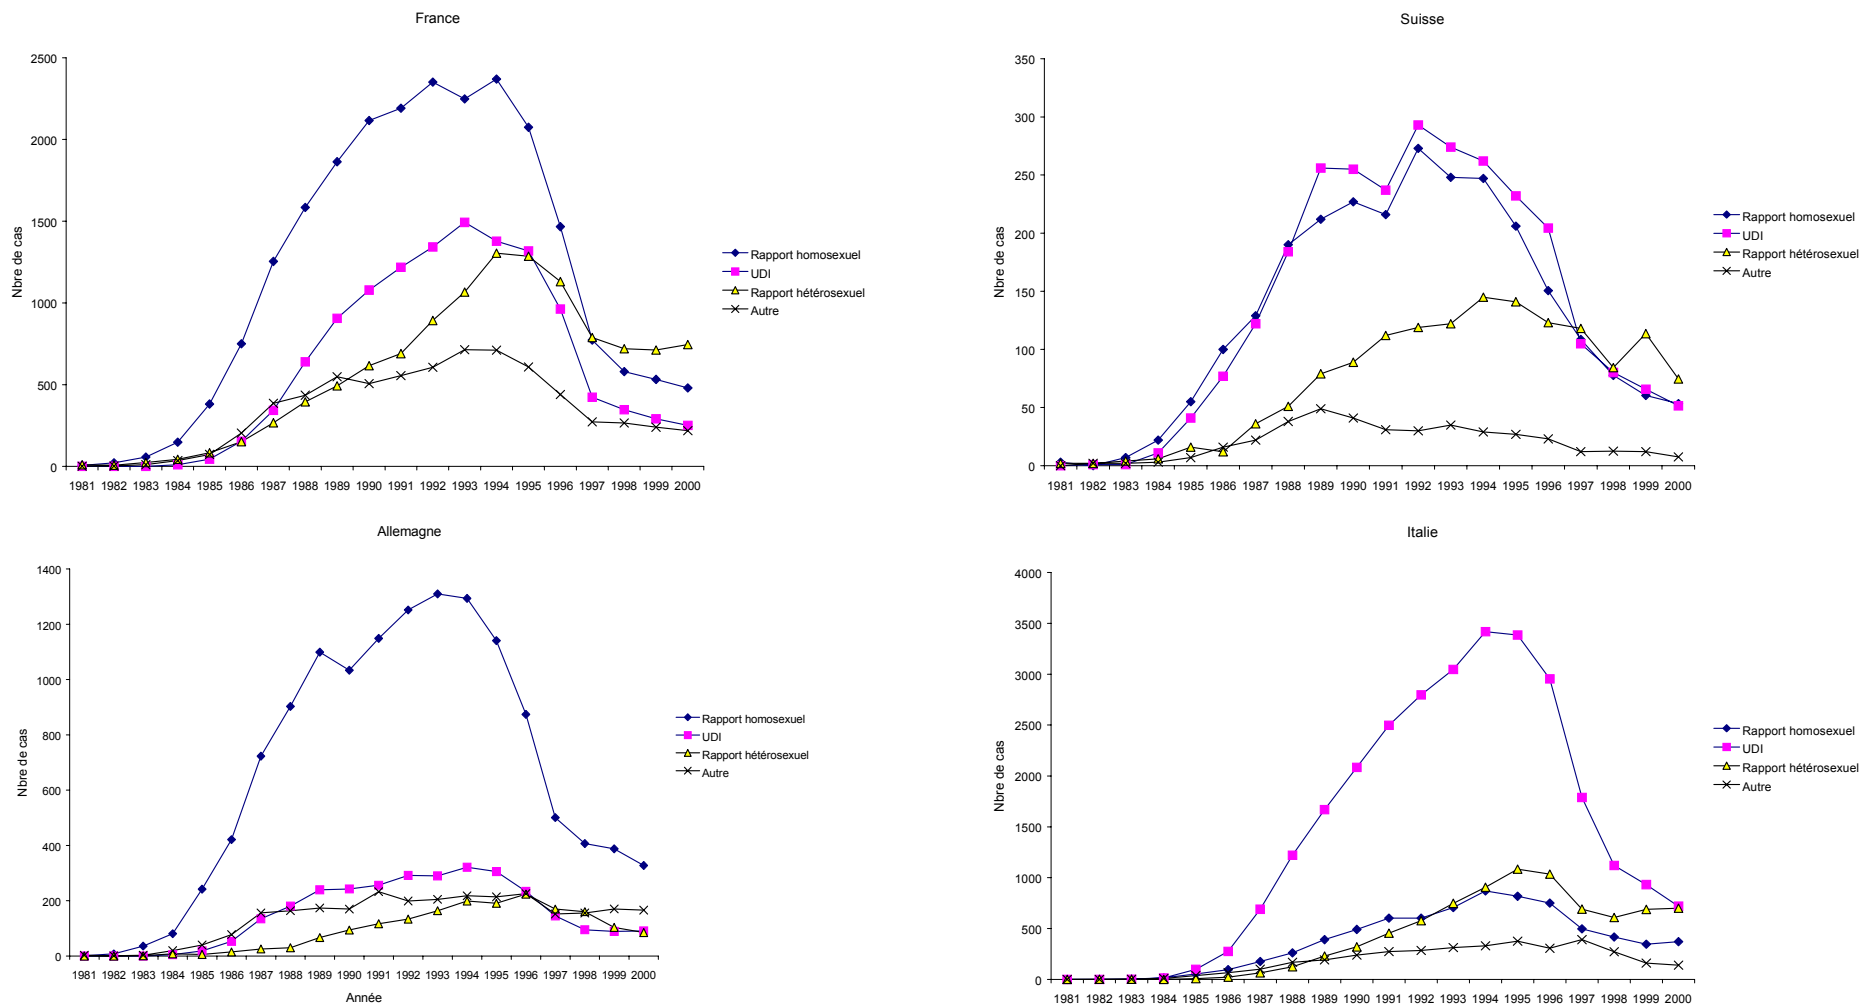 France
Nbre de cas
2500
2000
1500
1000
500
0
1981 1982 1983 1984 1985 1986 1987 1988 1989 1990 1991 1992 1993 1994 1995 1996 1997 1998 1999 2000
Rapport homosexuel
UDI
Rapport hétérosexuel
Autre
Suisse
Nbre de cas
350
300
250
200
150
100
50
0
1981 1982 1983 1984 1985 1986 1987 1988 1989 1990 1991 1992 1993 1994 1995 1996 1997 1998 1999 2000
Rapport homosexuel
UDI
Rapport hétérosexuel
Autre
Allemagne
Nbre de cas
1400
1200
1000
800
600
400
200
0
1981 1982 1983 1984 1985 1986 1987 1988 1989 1990 1991 1992 1993 1994 1995 1996 1997 1998 1999 2000
Année
Rapport homosexuel
UDI
Rapport hétérosexuel
Autre
Italie
Nbre de cas
4000
3500
3000
2500
2000
1500
1000
500
0
1981 1982 1983 1984 1985 1986 1987 1988 1989 1990 1991 1992 1993 1994 1995 1996 1997 1998 1999 2000
Rapport homosexuel
UDI
Rapport hétérosexuel
Autre